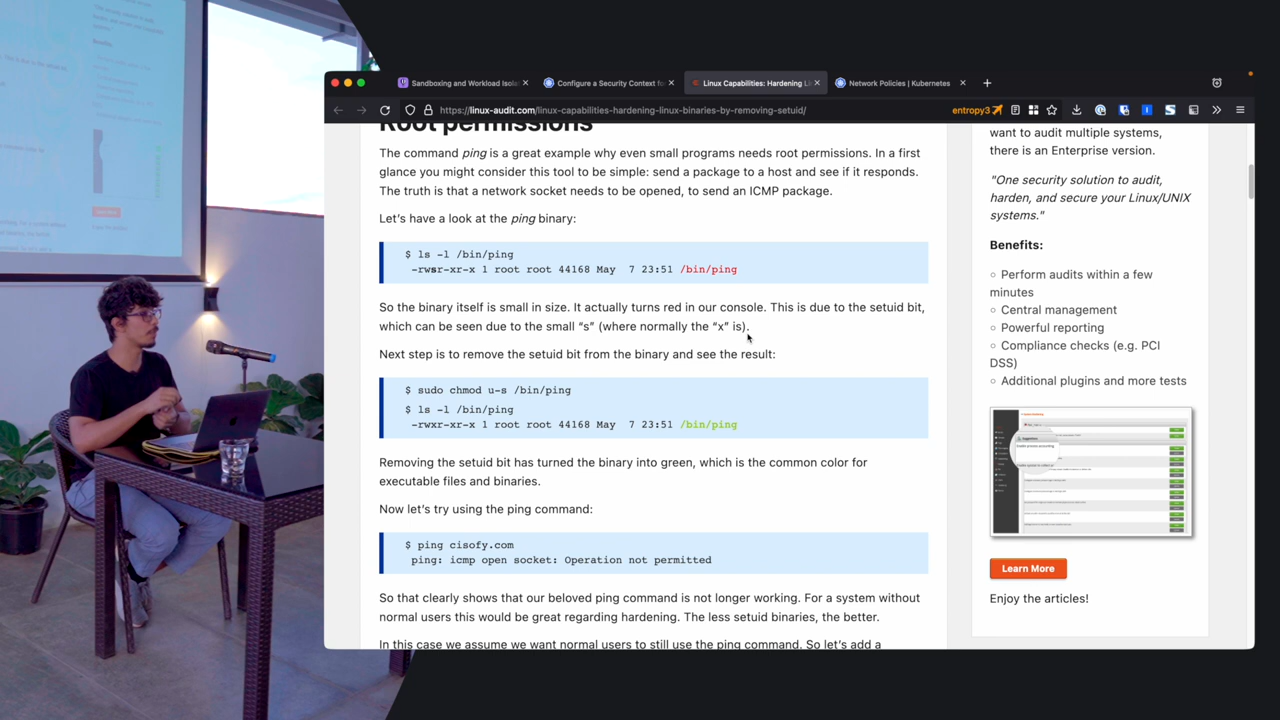 Sandboxing and Workload Isola
Configure a Security Context fo
Linux Capabilities: Hardening Li
Network Policies | Kubernetes
https://linux-audit.com/linux-capabilities-hardening-linux-binaries-by-removing-setuid/
entropy3
Root permissions
The command ping is a great example why even small programs needs root permissions. In a first
glance you might consider this tool to be simple: send a package to a host and see if it responds.
The truth is that a network socket needs to be opened, to send an ICMP package.
Let's have a look at the ping binary:
$ ls -l /bin/ping
-rwsr-xr-x 1 root root 44168 May 7 23:51 /bin/ping
So the binary itself is small in size. It actually turns red in our console. This is due to the setuid bit,
which can be seen due to the small “s” (where normally the “x” is).
Next step is to remove the setuid bit from the binary and see the result:
$ sudo chmod u-s /bin/ping
$ ls -l /bin/ping
-rwxr-xr-x 1 root root 44168 May 7 23:51 /bin/ping
Removing the setuid bit has turned the binary into green, which is the common color for
executable files and binaries.
Now let's try using the ping command:
$ ping cisofy.com
ping: icmp open socket: Operation not permitted
So that clearly shows that our beloved ping command is not longer working. For a system without
normal users this would be great regarding hardening. The less setuid binaries, the better.
In this case we assume we want normal users to still use the ping command. So let's add a
want to audit multiple systems,
there is an Enterprise version.
"One security solution to audit,
harden, and secure your Linux/UNIX
systems."
Benefits:
Perform audits within a few
minutes
Central management
Powerful reporting
Compliance checks (e.g. PCI
DSS)
Additional plugins and more tests
Learn More
Enjoy the articles!